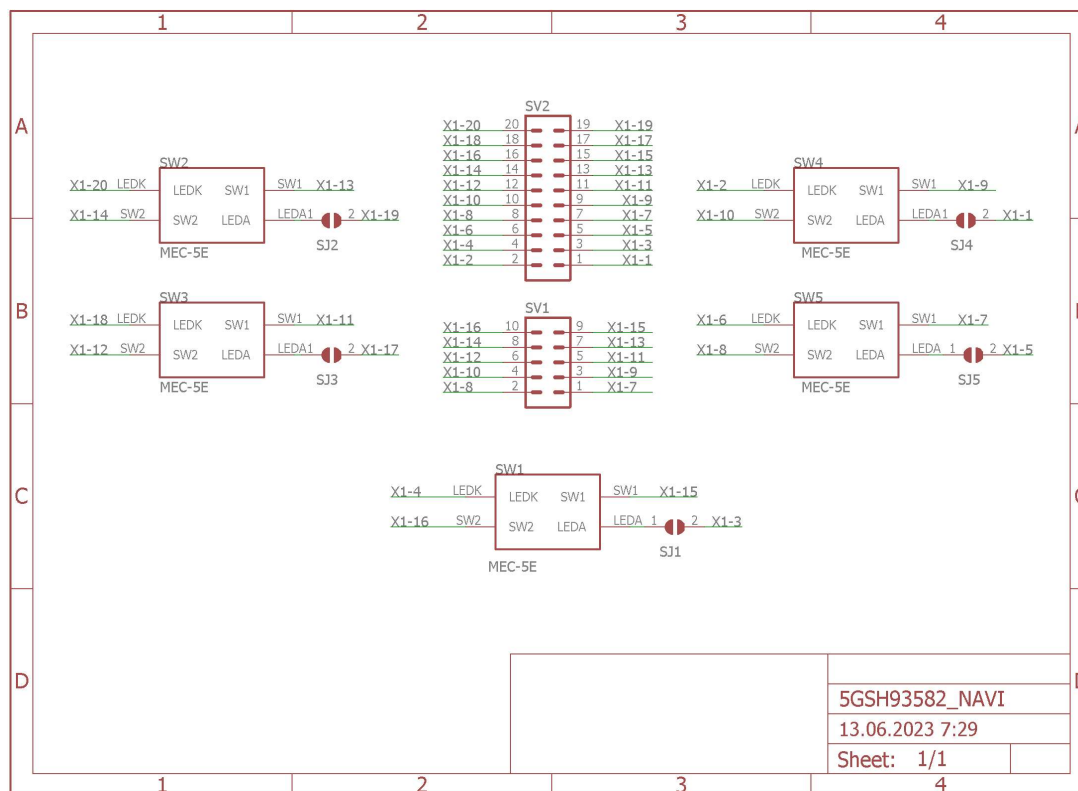 1 2 3 4
A A
SV2
X1-20 20 19 X1-19
X1-18 18 17 X1-17
X1-16 16 15 X1-15
X1-14 14 13 X1-13
X1-12 12 11 X1-11
X1-10 10 9 X1-9
X1-8 8 7 X1-7
X1-6 6 5 X1-5
X1-4 4 3 X1-3
X1-2 2 1 X1-1
SW2
X1-20 LEDK LEDK SW1 SW1 X1-13
X1-14 SW2 SW2 LEDA LEDA1 2 X1-19
SJ2
MEC-5E
SW4
X1-2 LEDK LEDK SW1 SW1 X1-9
X1-10 SW2 SW2 LEDA LEDA1 2 X1-1
SJ4
MEC-5E
B
SW3
X1-18 LEDK LEDK SW1 SW1 X1-11
X1-12 SW2 SW2 LEDA LEDA1 2 X1-17
SJ3
MEC-5E
SV1
X1-16 10 9 X1-15
X1-14 8 7 X1-13
X1-12 6 5 X1-11
X1-10 4 3 X1-9
X1-8 2 1 X1-7
SW5
X1-6 LEDK LEDK SW1 SW1 X1-7
X1-8 SW2 SW2 LEDA LEDA 1 2 X1-5
SJ5
MEC-5E
C
SW1
X1-4 LEDK LEDK SW1 SW1 X1-15
X1-16 SW2 SW2 LEDA LEDA 1 2 X1-3
SJ1
MEC-5E
D
5GSH93582_NAVI
13.06.2023 7:29
Sheet: 1/1
1 2 3 4